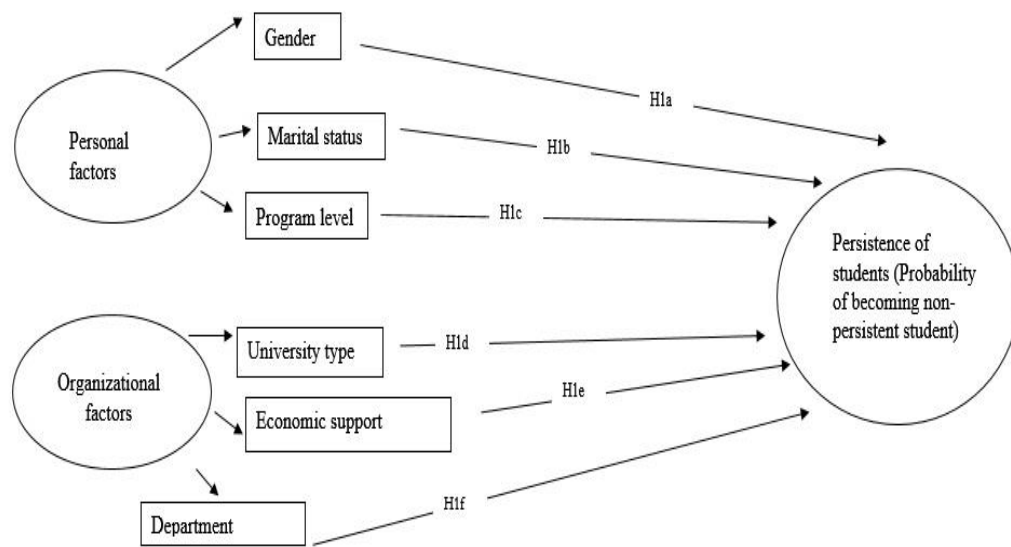 Gender
H1a
Personal
factors
Marital status
H1b
Program level
H1c
Persistence of
students (Probability
of becoming non-
persistent student)
University type
H1d
Organizational
factors
Economic support
H1e
Department
H1f